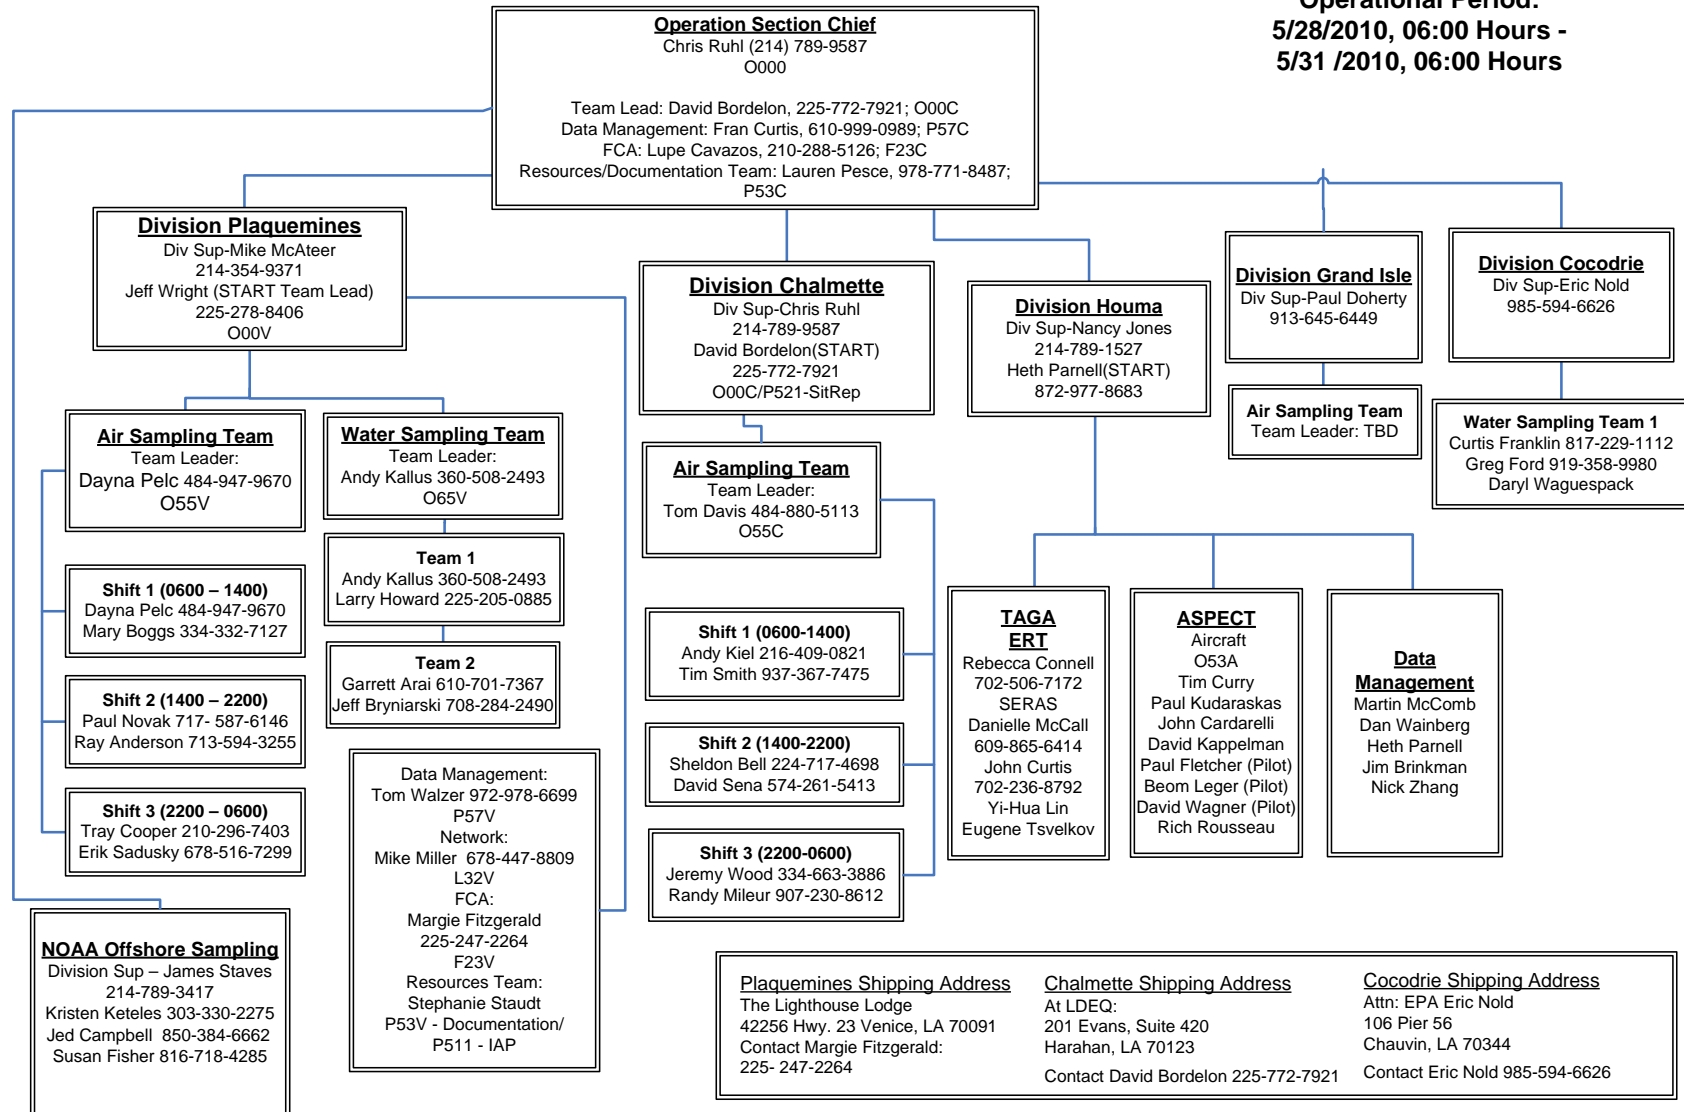 Operational Period:
5/28/2010, 06:00 Hours -
5/31 /2010, 06:00 Hours
Operation Section Chief
Chris Ruhl (214) 789-9587
O000
Team Lead: David Bordelon, 225-772-7921; O00C
Data Management: Fran Curtis, 610-999-0989; P57C
FCA: Lupe Cavazos, 210-288-5126; F23C
Resources/Documentation Team: Lauren Pesce, 978-771-8487;
P53C
Division Plaquemines
Div Sup-Mike McAteer
214-354-9371
Jeff Wright (START Team Lead)
225-278-8406
O00V
Division Chalmette
Div Sup-Chris Ruhl
214-789-9587
David Bordelon(START)
225-772-7921
O00C/P521-SitRep
Division Houma
Div Sup-Nancy Jones
214-789-1527
Heth Parnell(START)
872-977-8683
Division Grand Isle
Div Sup-Paul Doherty
913-645-6449
Division Cocodrie
Div Sup-Eric Nold
985-594-6626
Air Sampling Team
Team Leader:
Dayna Pelc 484-947-9670
O55V
Water Sampling Team
Team Leader:
Andy Kallus 360-508-2493
O65V
Air Sampling Team
Team Leader:
Tom Davis 484-880-5113
O55C
Air Sampling Team
Team Leader: TBD
Water Sampling Team 1
Curtis Franklin 817-229-1112
Greg Ford 919-358-9980
Daryl Waguespack
Shift 1 (0600 – 1400)
Dayna Pelc 484-947-9670
Mary Boggs 334-332-7127
Shift 2 (1400 – 2200)
Paul Novak 717- 587-6146
Ray Anderson 713-594-3255
Shift 3 (2200 – 0600)
Tray Cooper 210-296-7403
Erik Sadusky 678-516-7299
Team 1
Andy Kallus 360-508-2493
Larry Howard 225-205-0885
Team 2
Garrett Arai 610-701-7367
Jeff Bryniarski 708-284-2490
Data Management:
Tom Walzer 972-978-6699
P57V
Network:
Mike Miller 678-447-8809
L32V
FCA:
Margie Fitzgerald
225-247-2264
F23V
Resources Team:
Stephanie Staudt
P53V - Documentation/
P511 - IAP
Shift 1 (0600-1400)
Andy Kiel 216-409-0821
Tim Smith 937-367-7475
Shift 2 (1400-2200)
Sheldon Bell 224-717-4698
David Sena 574-261-5413
Shift 3 (2200-0600)
Jeremy Wood 334-663-3886
Randy Mileur 907-230-8612
TAGA
ERT
Rebecca Connell
702-506-7172
SERAS
Danielle McCall
609-865-6414
John Curtis
702-236-8792
Yi-Hua Lin
Eugene Tsvelkov
ASPECT
Aircraft
O53A
Tim Curry
Paul Kudaraskas
John Cardarelli
David Kappelman
Paul Fletcher (Pilot)
Beom Leger (Pilot)
David Wagner (Pilot)
Rich Rousseau
Data
Management
Martin McComb
Dan Wainberg
Heth Parnell
Jim Brinkman
Nick Zhang
NOAA Offshore Sampling
Division Sup – James Staves
214-789-3417
Kristen Keteles 303-330-2275
Jed Campbell 850-384-6662
Susan Fisher 816-718-4285
Plaquemines Shipping Address
The Lighthouse Lodge
42256 Hwy. 23 Venice, LA 70091
Contact Margie Fitzgerald:
225- 247-2264
Chalmette Shipping Address
At LDEQ:
201 Evans, Suite 420
Harahan, LA 70123
Contact David Bordelon 225-772-7921
Cocodrie Shipping Address
Attn: EPA Eric Nold
106 Pier 56
Chauvin, LA 70344
Contact Eric Nold 985-594-6626